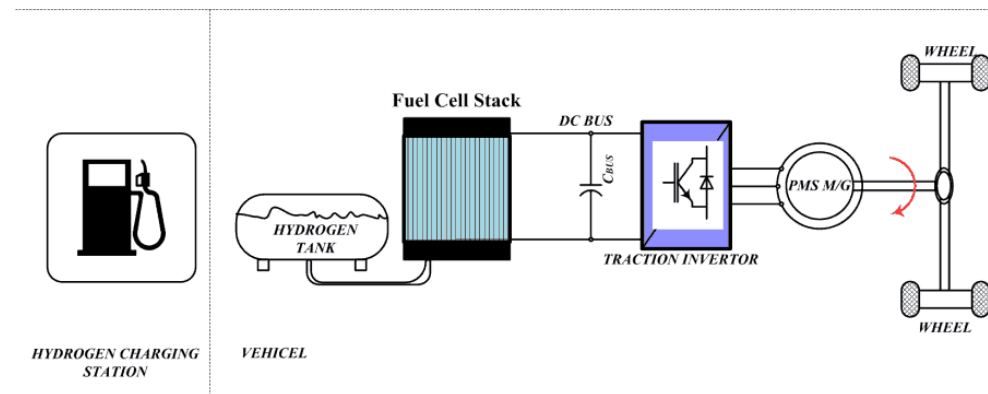 WHEEL
Fuel Cell Stack
DC BUS
CBUS
PMS M/G
HYDROGEN
TANK
TRACTION INVERTOR
WHEEL
HYDROGEN CHARGING
STATION
VEHICEL